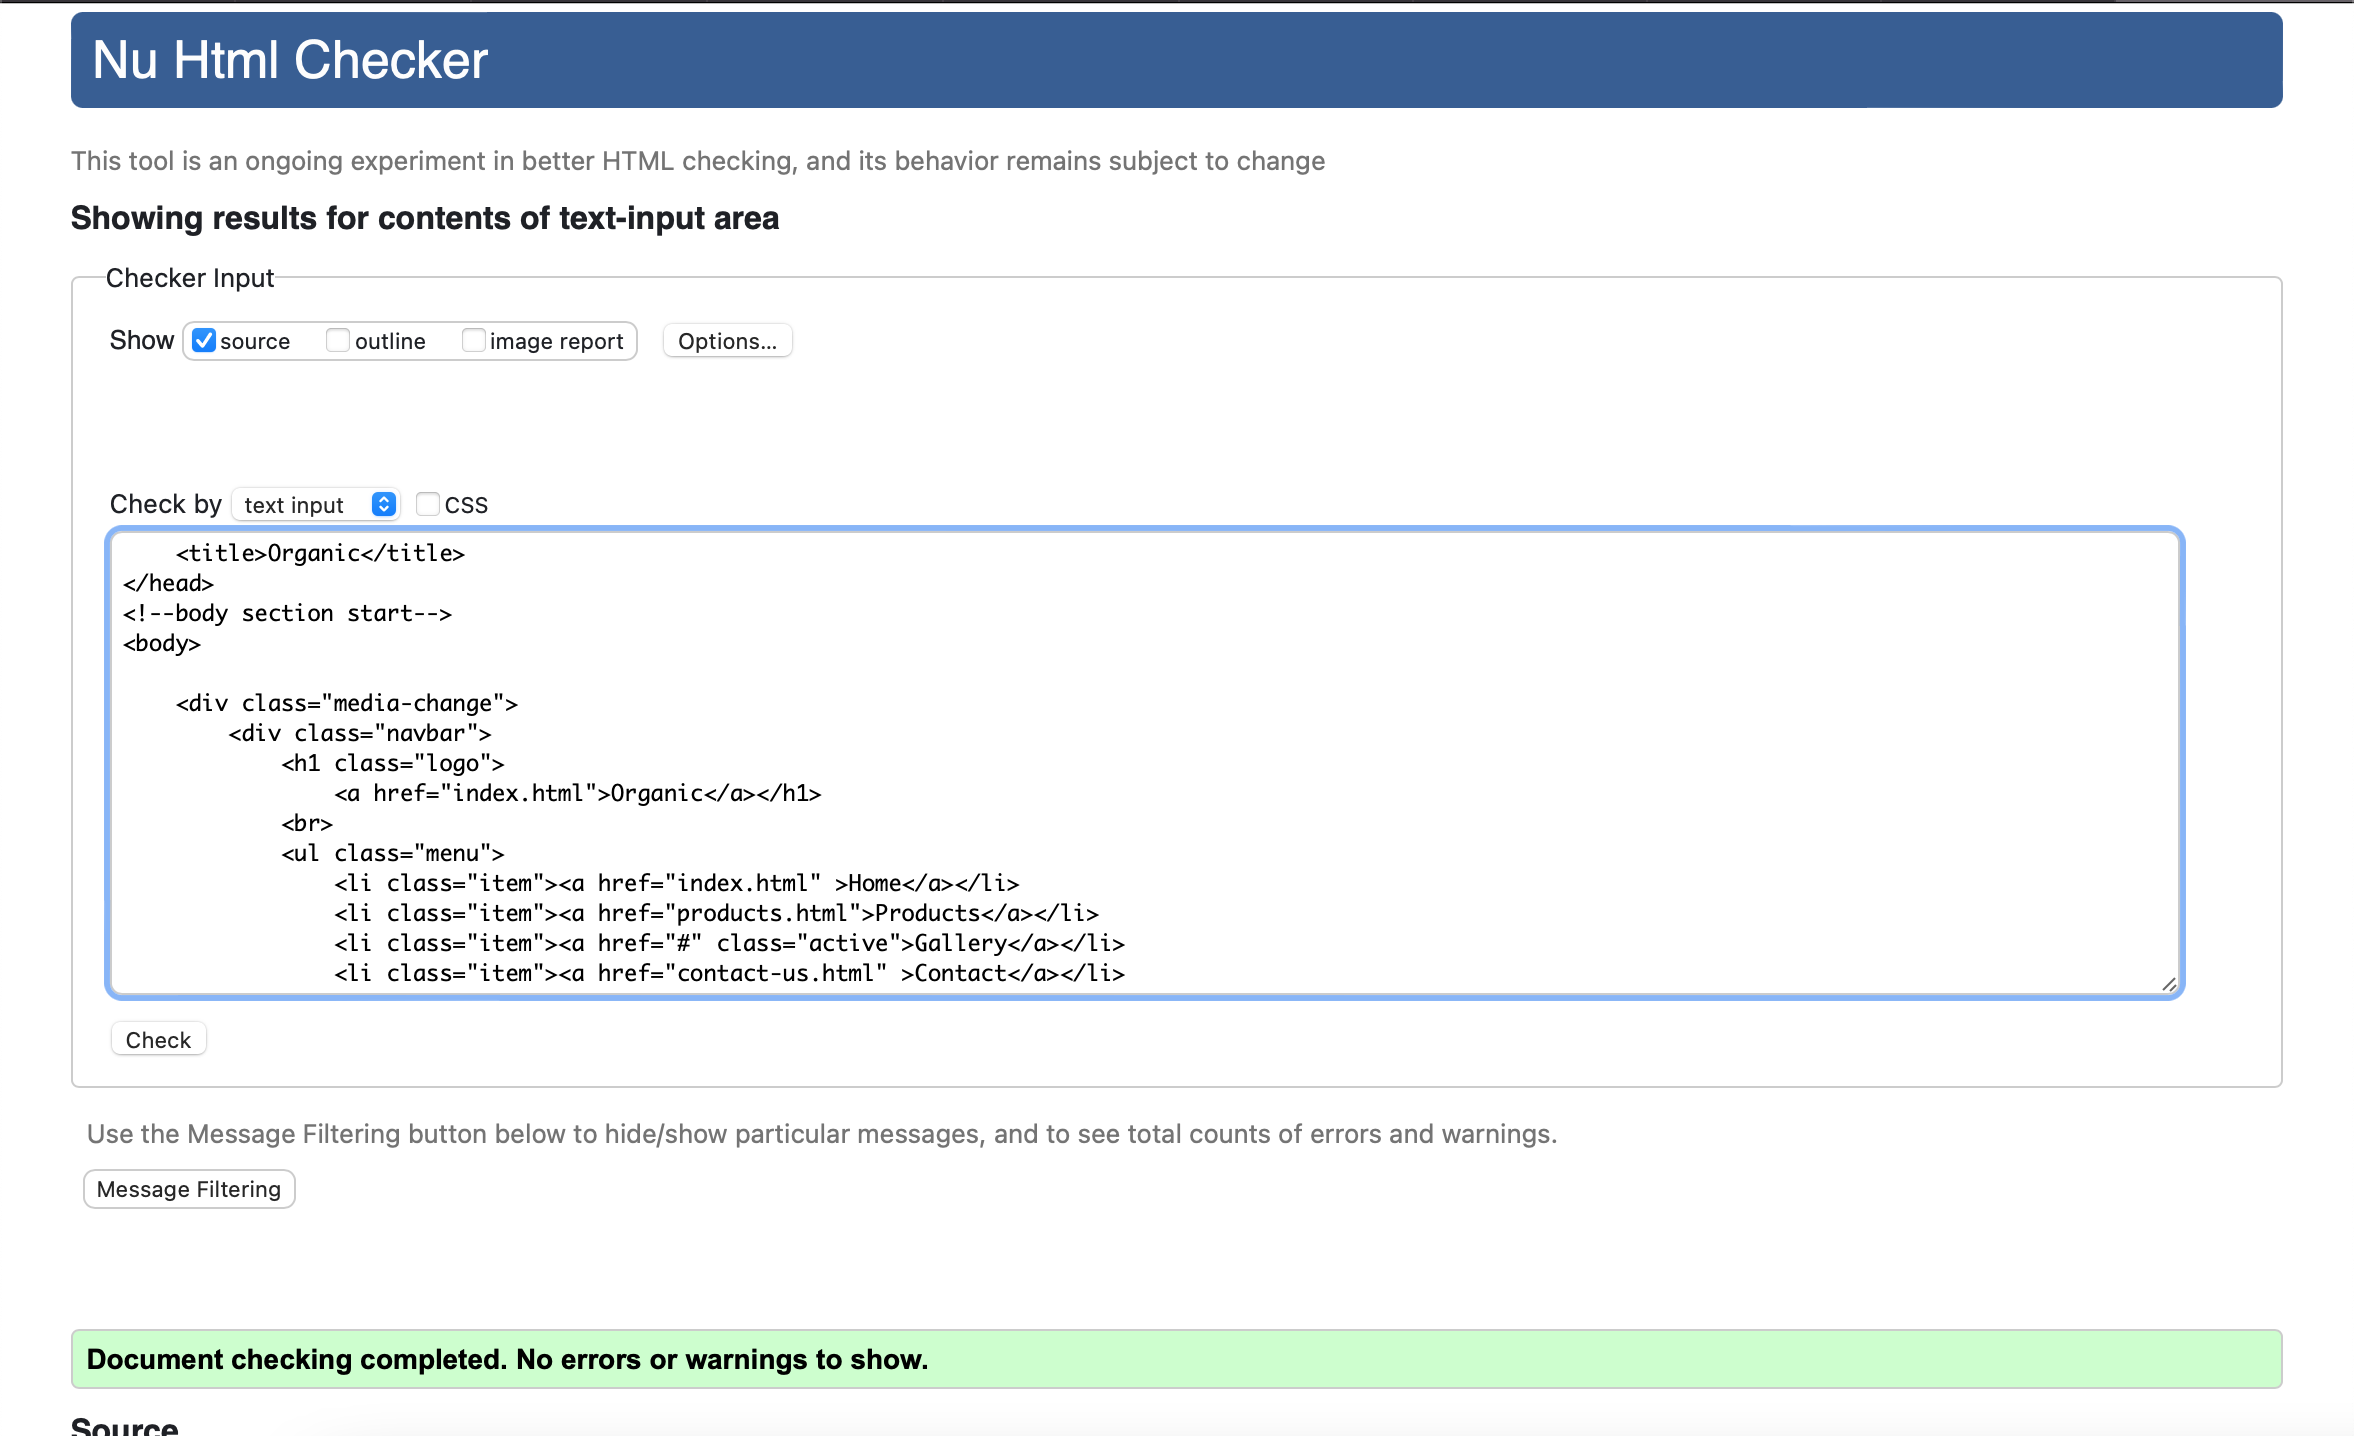 Nu Html Checker
This tool is an ongoing experiment in better HTML checking, and its behavior remains subject to change
Showing results for contents of text-input area
Checker Input
Show source outline image report Options...
Check by text input CSS
    <title>Organic</title>
</head>
<!--body section start-->
<body>
    <div class="media-change">
        <div class="navbar">
            <h1 class="logo">
                <a href="index.html">Organic</a></h1>
            <br>
            <ul class="menu">
                <li class="item"><a href="index.html" >Home</a></li>
                <li class="item"><a href="products.html">Products</a></li>
                <li class="item"><a href="#" class="active">Gallery</a></li>
                <li class="item"><a href="contact-us.html" >Contact</a></li>
Check
Use the Message Filtering button below to hide/show particular messages, and to see total counts of errors and warnings.
Message Filtering
Document checking completed. No errors or warnings to show.
Source